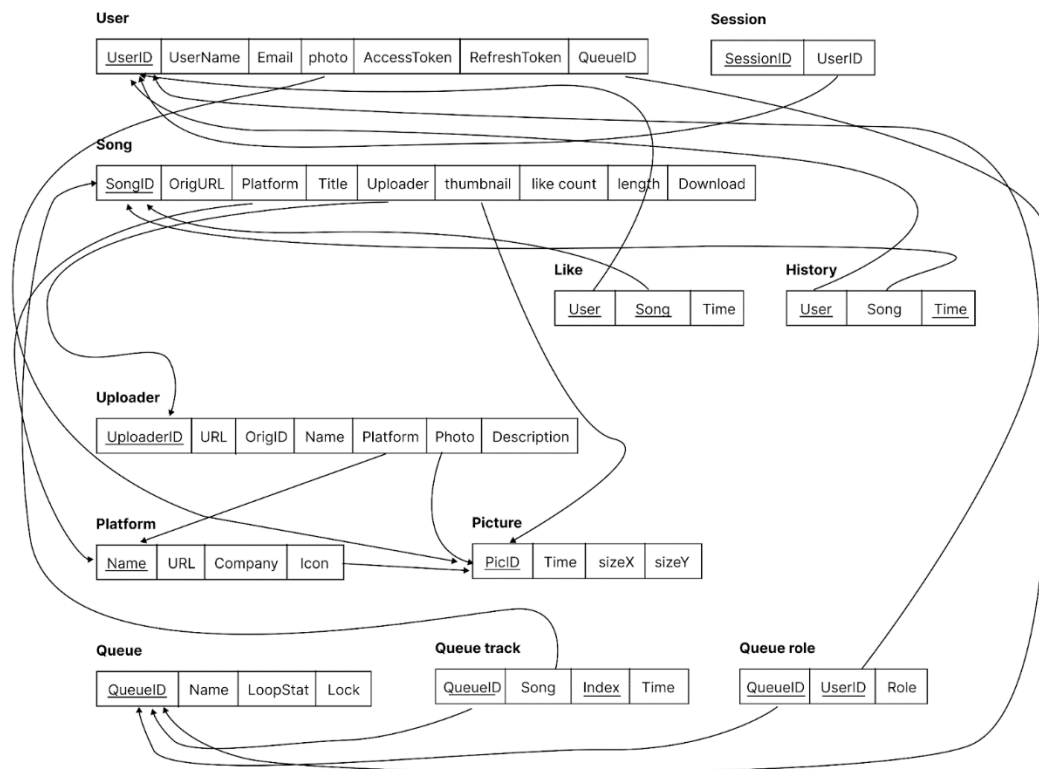 User
UserID UserName Email photo AccessToken RefreshToken QueueID
Session
SessionID UserID
Song
SongID OrigURL Platform Title Uploader thumbnail like count length Download
Like
User Song Time
History
User Song Time
Uploader
UploaderID URL OrigID Name Platform Photo Description
Platform
Name URL Company Icon
Picture
PicID Time sizeX sizeY
Queue
QueueID Name LoopStat Lock
Queue track
QueueID Song Index Time
Queue role
QueueID UserID Role